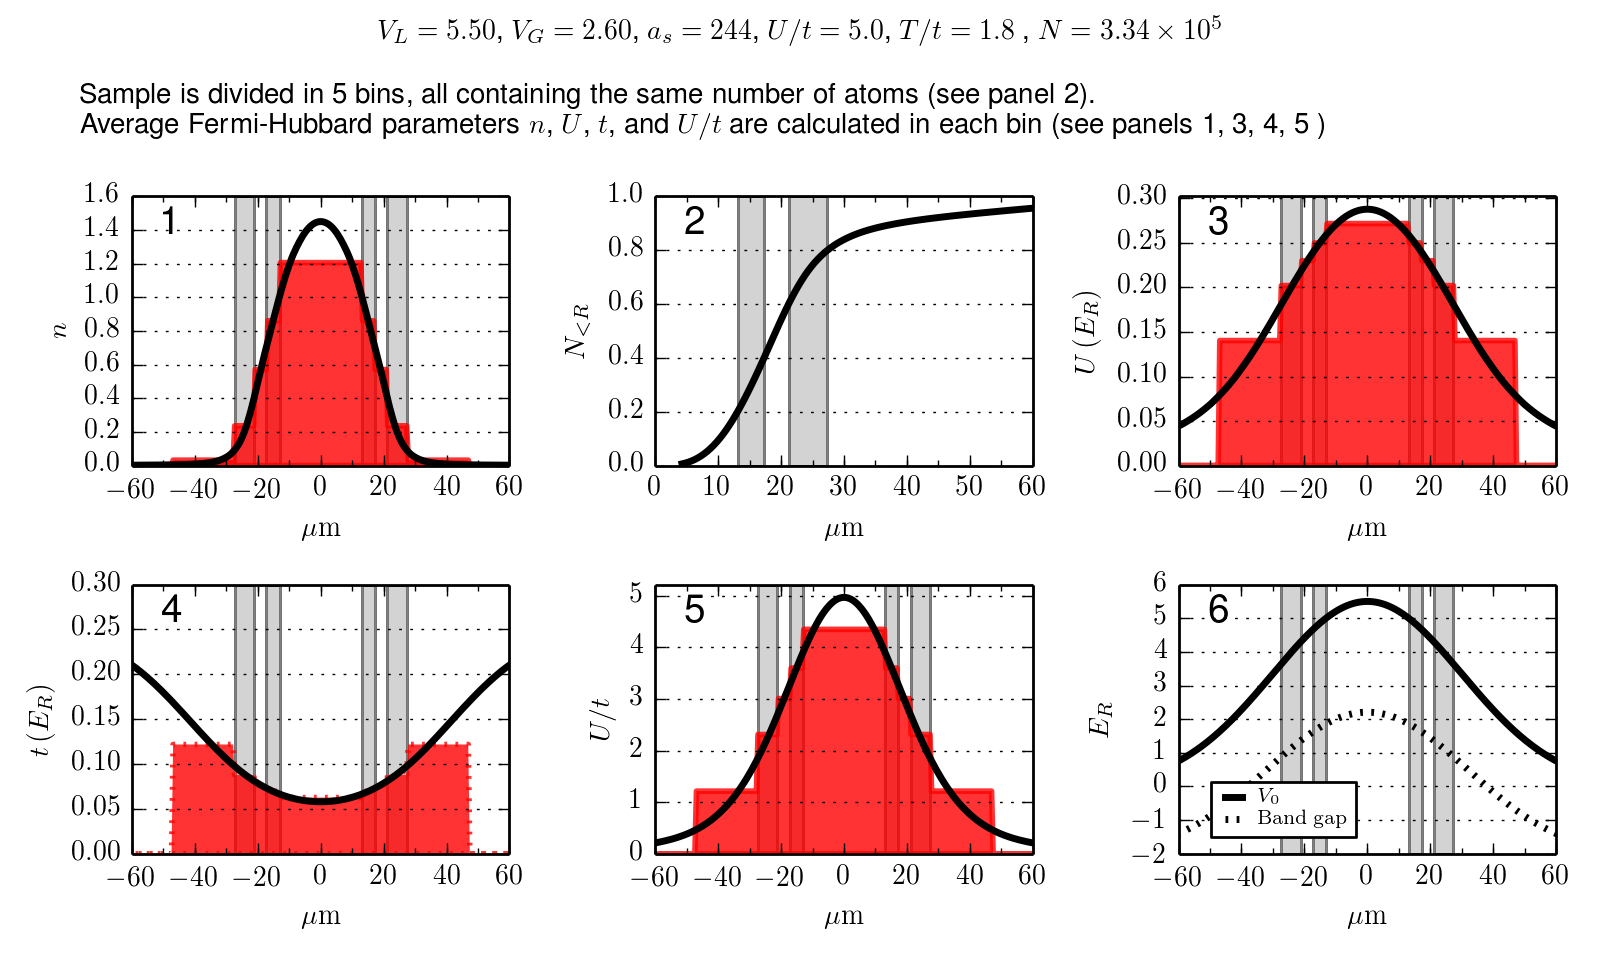 V_L = 5.50, V_G = 2.60, a_s = 244, U/t = 5.0, T/t = 1.8 , N = 3.34 × 10^5
Sample is divided in 5 bins, all containing the same number of atoms (see panel 2).
Average Fermi-Hubbard parameters n, U, t, and U/t are calculated in each bin (see panels 1, 3, 4, 5 )
1
n
1.6
1.4
1.2
1.0
0.8
0.6
0.4
0.2
0.0
−60 −40 −20 0 20 40 60
μm
2
N_{<R}
1.0
0.8
0.6
0.4
0.2
0.0
0 10 20 30 40 50 60
μm
3
U (E_R)
0.30
0.25
0.20
0.15
0.10
0.05
0.00
−60 −40 −20 0 20 40 60
μm
4
t (E_R)
0.30
0.25
0.20
0.15
0.10
0.05
0.00
−60 −40 −20 0 20 40 60
μm
5
U/t
5
4
3
2
1
0
−60 −40 −20 0 20 40 60
μm
6
E_R
6
5
4
3
2
1
0
−1
−2
V_0
Band gap
−60 −40 −20 0 20 40 60
μm